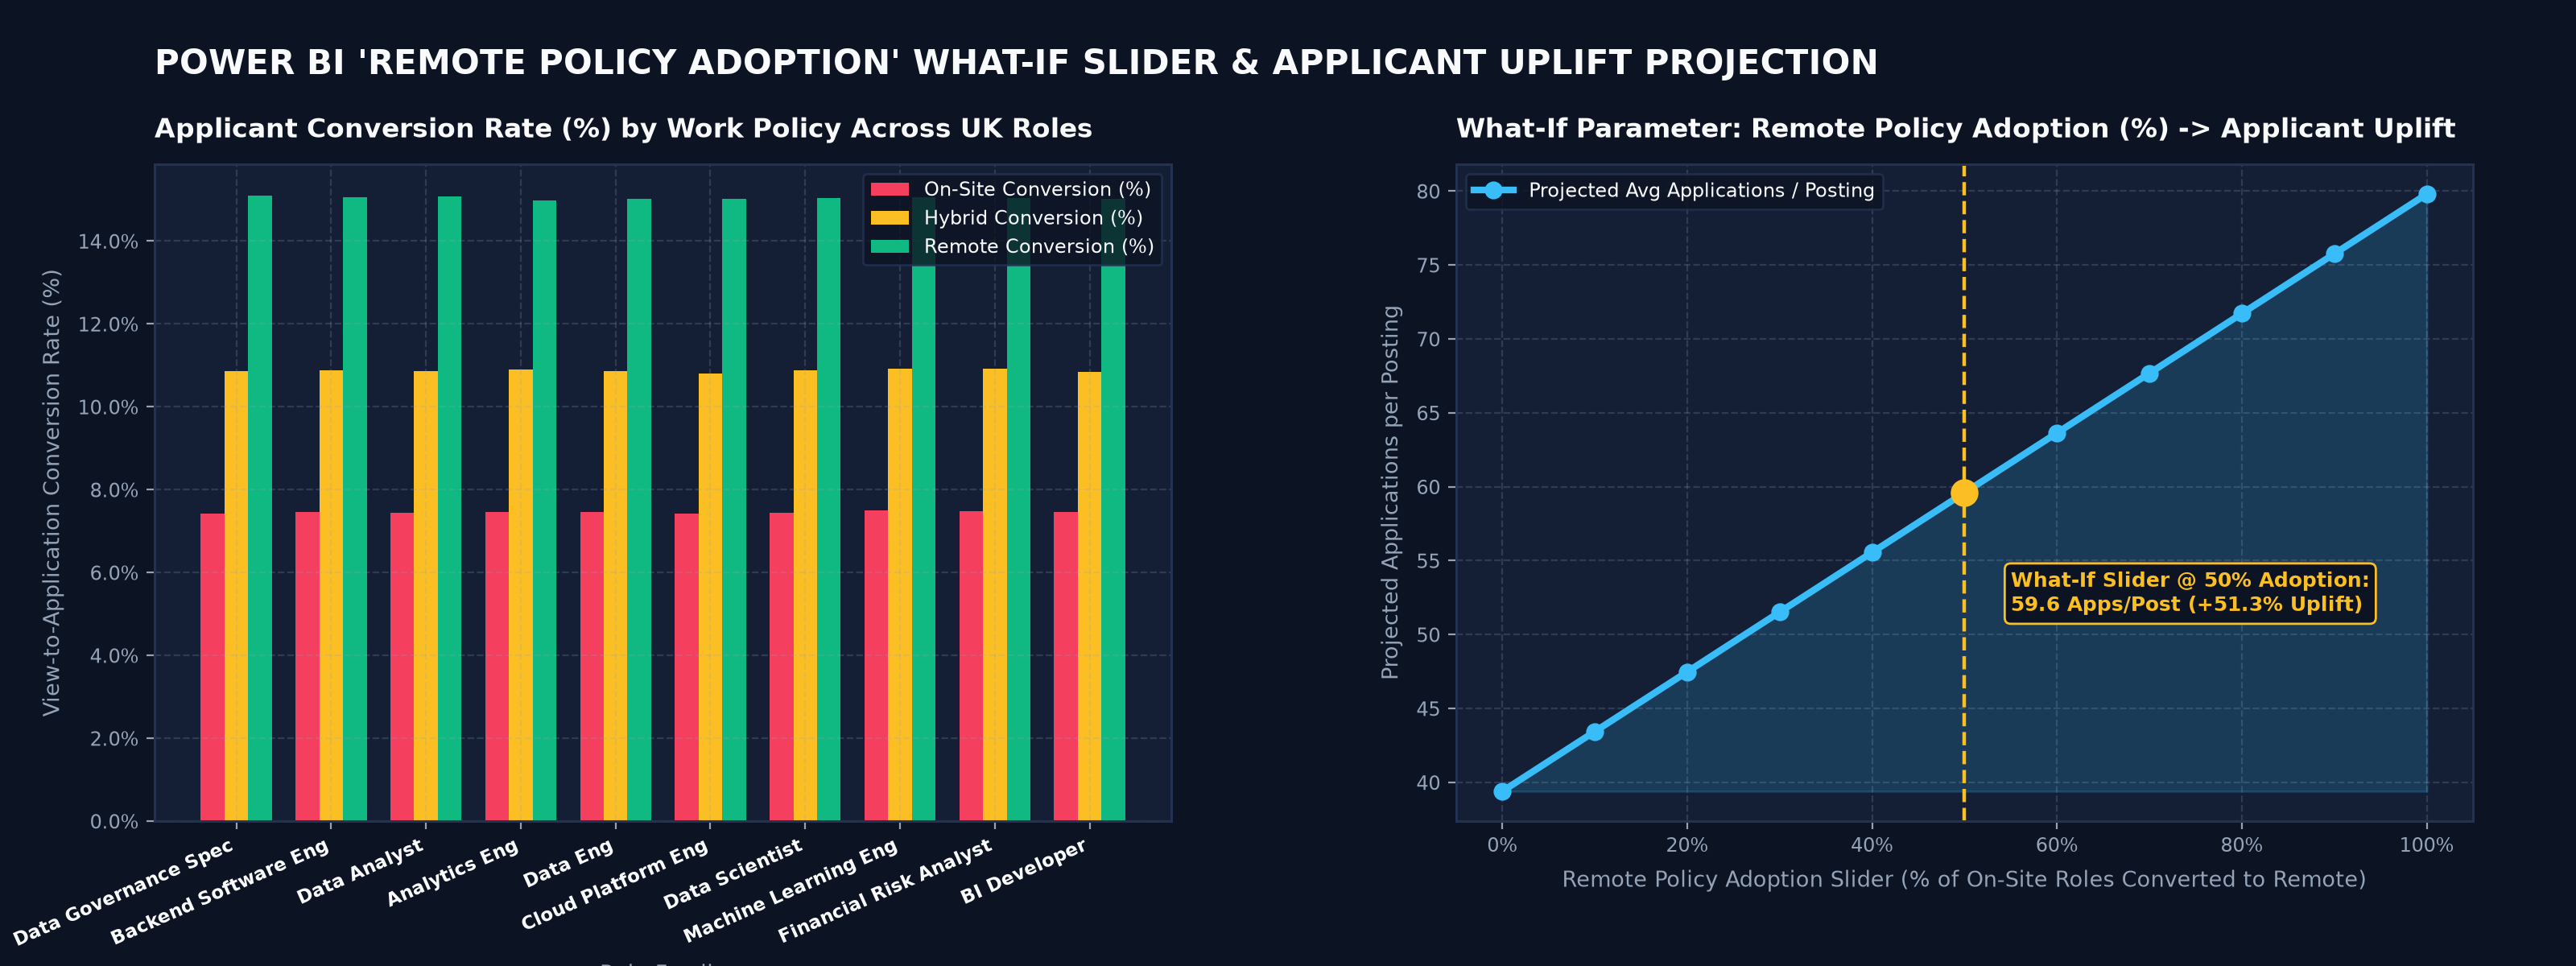 POWER BI 'REMOTE POLICY ADOPTION' WHAT-IF SLIDER & APPLICANT UPLIFT PROJECTION
Applicant Conversion Rate (%) by Work Policy Across UK Roles
On-Site Conversion (%)
Hybrid Conversion (%)
Remote Conversion (%)
View-to-Application Conversion Rate (%)
14.0%
12.0%
10.0%
8.0%
6.0%
4.0%
2.0%
0.0%
Data Governance Spec
Backend Software Eng
Data Analyst
Analytics Eng
Data Eng
Cloud Platform Eng
Data Scientist
Machine Learning Eng
Financial Risk Analyst
BI Developer
What-If Parameter: Remote Policy Adoption (%) -> Applicant Uplift
Projected Avg Applications / Posting
Projected Applications per Posting
80
75
70
65
60
55
50
45
40
What-If Slider @ 50% Adoption:
59.6 Apps/Post (+51.3% Uplift)
0%
20%
40%
60%
80%
100%
Remote Policy Adoption Slider (% of On-Site Roles Converted to Remote)